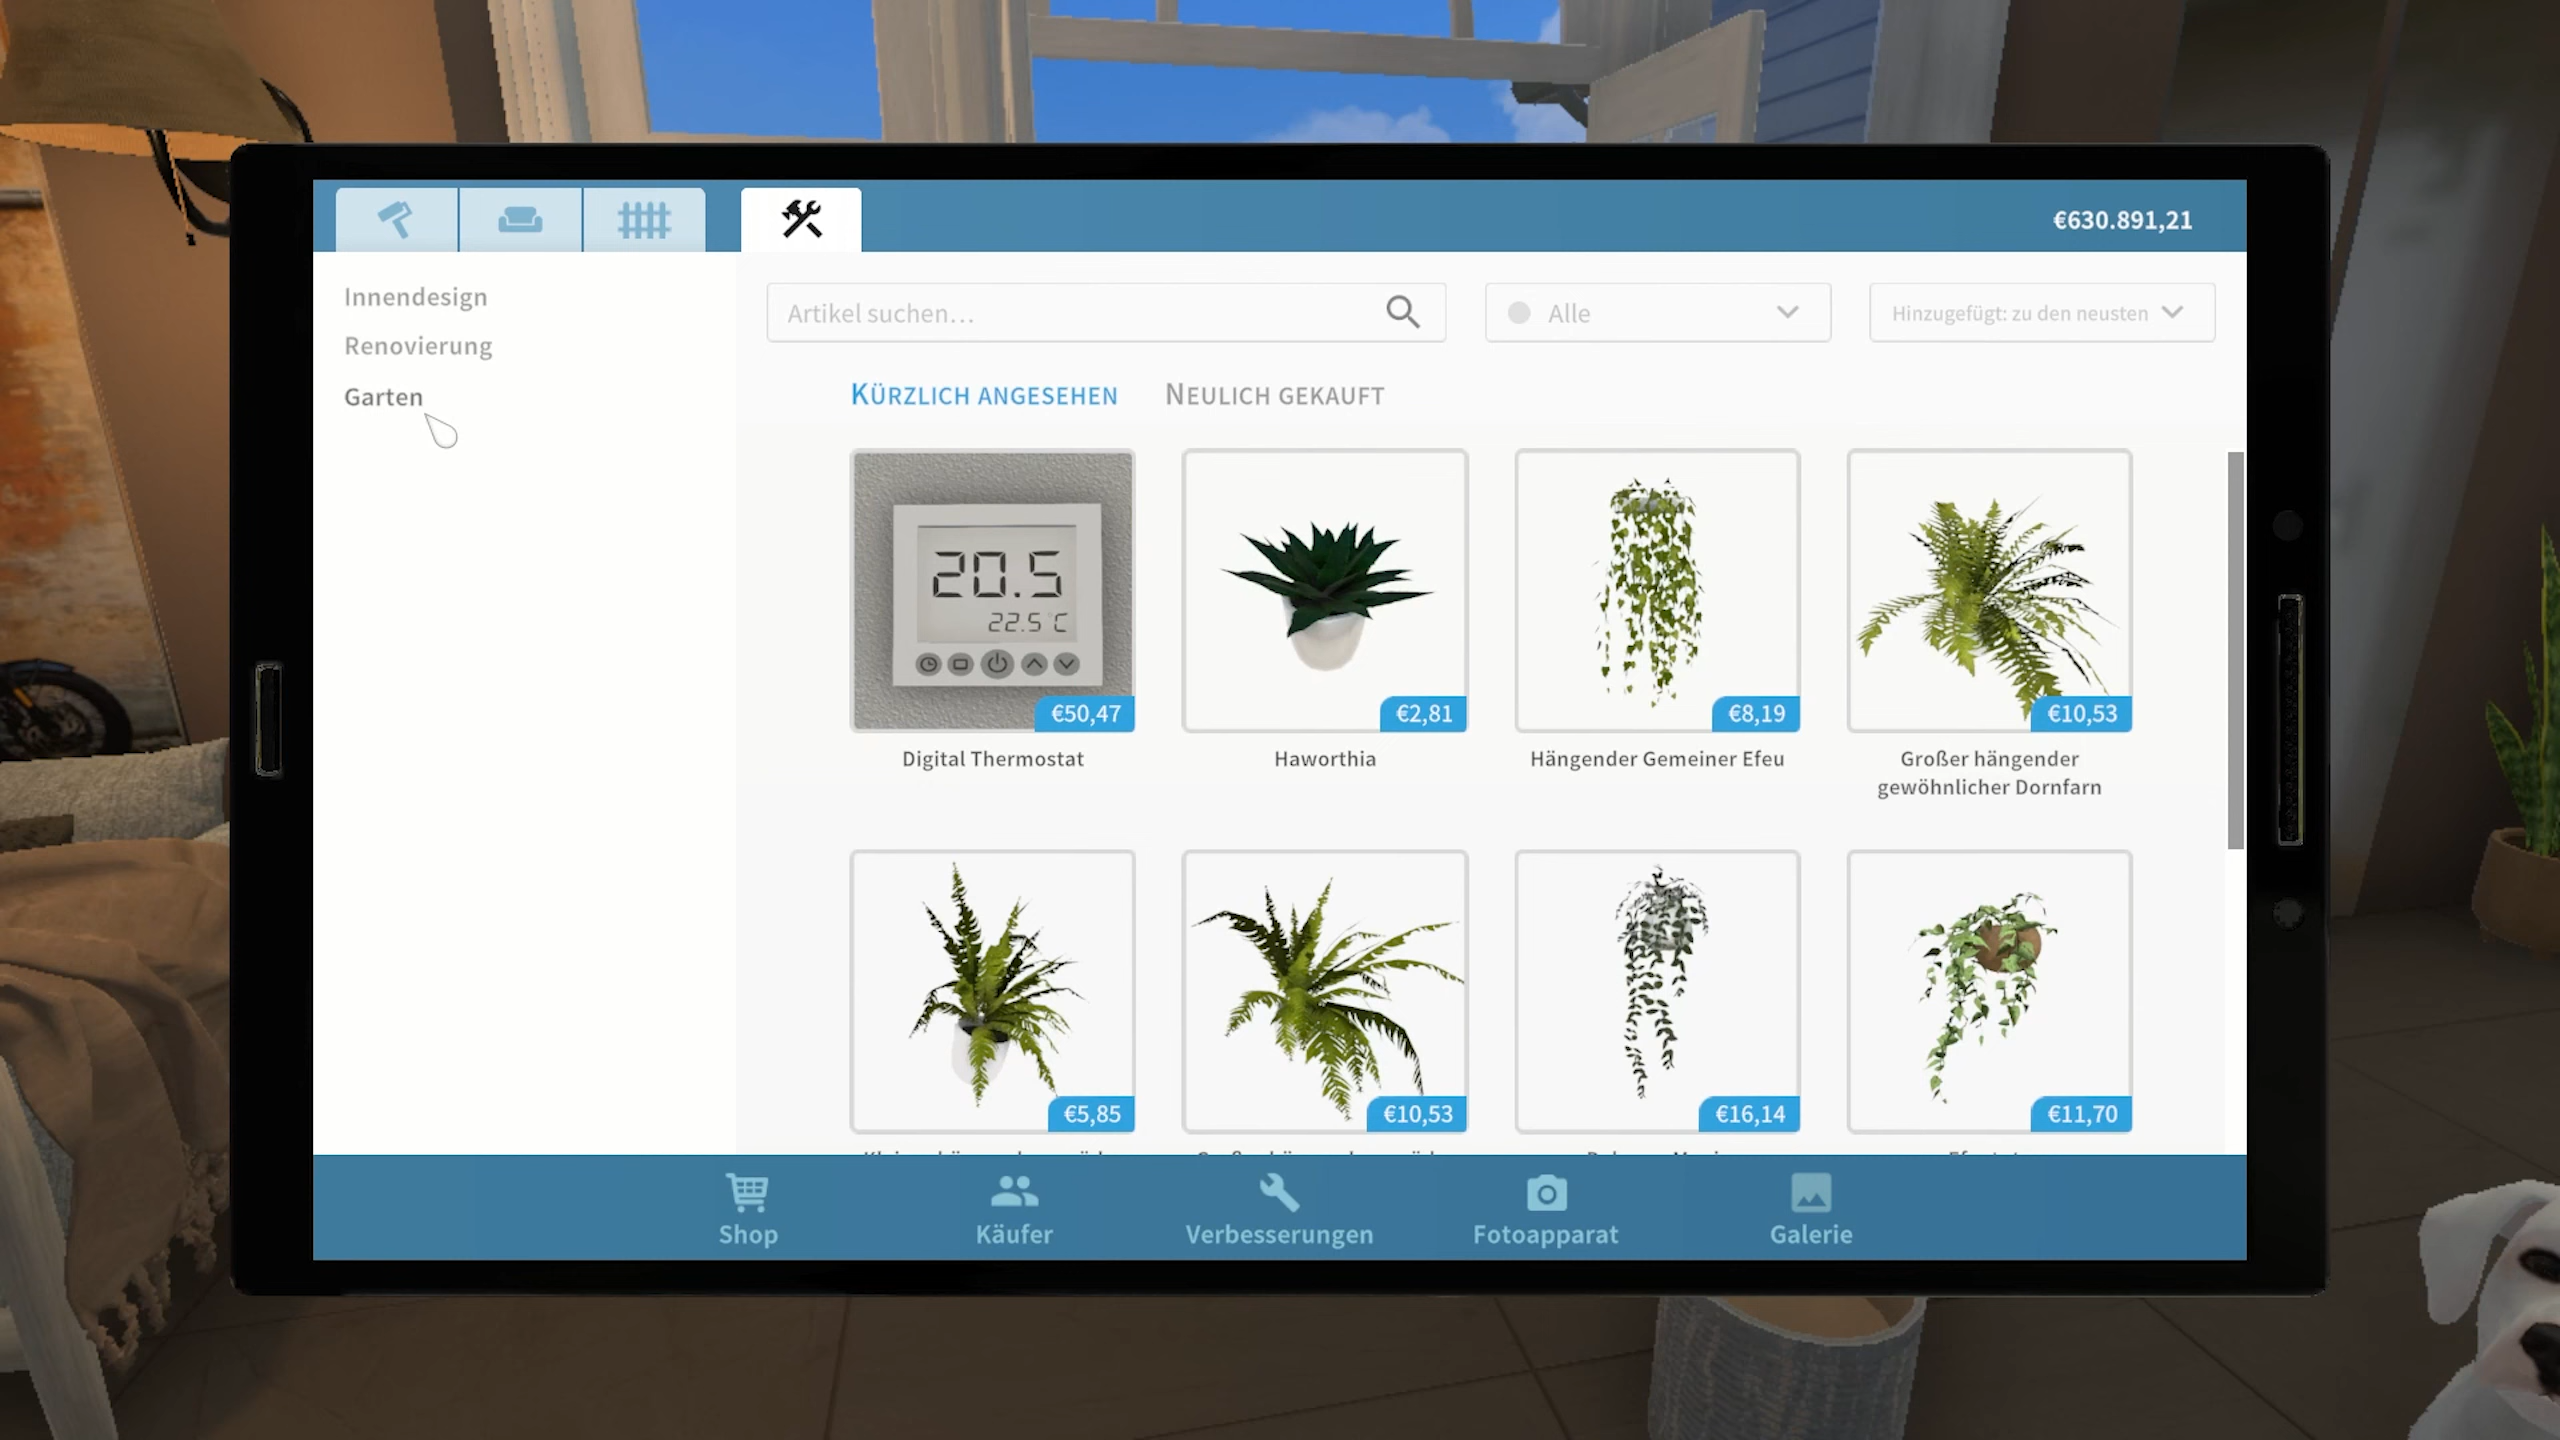 €630.891,21
Innendesign
Renovierung
Garten
Artikel suchen...
Alle
Hinzugefügt: zu den neusten
KÜRZLICH ANGESEHEN
NEULICH GEKAUFT
20.5
22.5°C
€50,47
€2,81
€8,19
€10,53
Digital Thermostat
Haworthia
Hängender Gemeiner Efeu
Großer hängender
gewöhnlicher Dornfarn
€5,85
€10,53
€16,14
€11,70
Shop
Käufer
Verbesserungen
Fotoapparat
Galerie